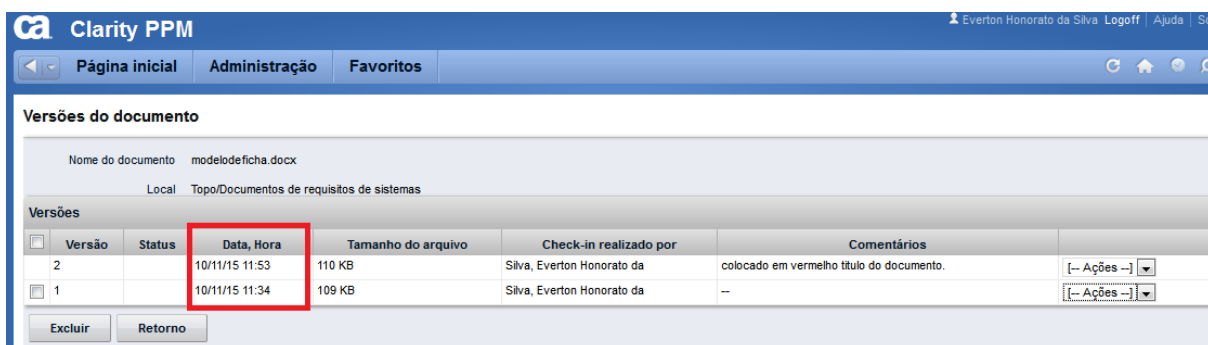 ca Clarity PPM
Everton Honorato da Silva Logoff | Ajuda |
Página inicial Administração Favoritos
Versões do documento
Nome do documento modelodeficha.docx
Local Topo/Documentos de requisitos de sistemas
Versões
Versão Status Data, Hora Tamanho do arquivo Check-in realizado por Comentários
2 10/11/15 11:53 110 KB Silva, Everton Honorato da colocado em vermelho titulo do documento. [-- Ações --]
1 10/11/15 11:34 109 KB Silva, Everton Honorato da -- [-- Ações --]
Excluir Retorno